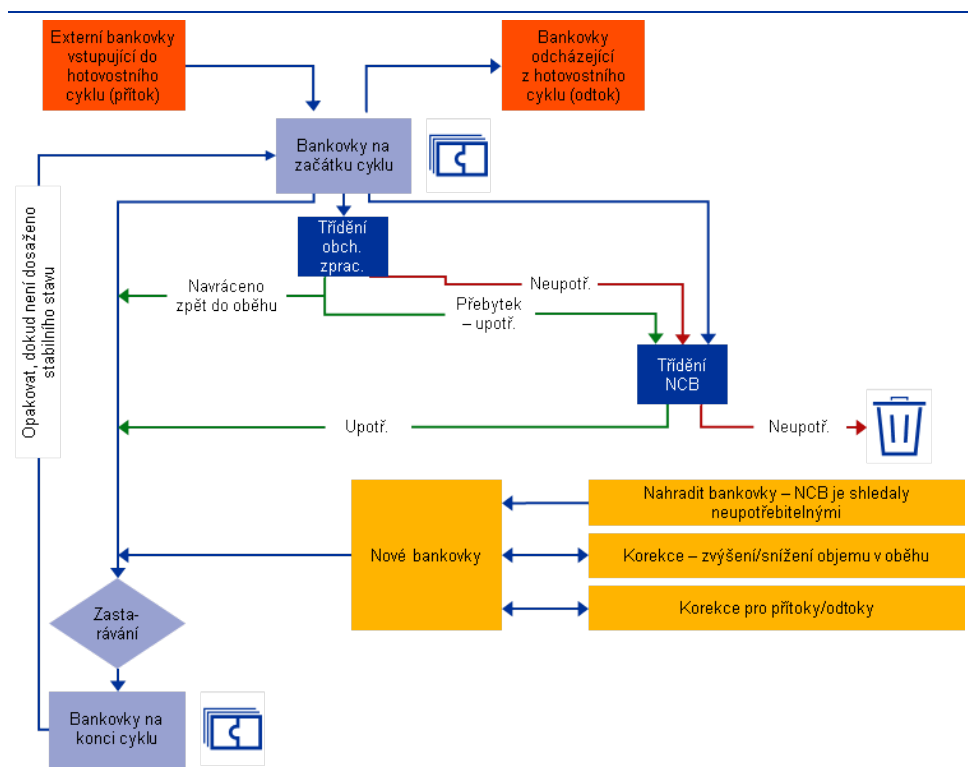 Externí bankovky
vstupující do
hotovostního
cyklu (přítok)
Bankovky
odcházející
z hotovostního
cyklu (odtok)
Bankovky na
začátku cyklu
Třídění
obch.
zprac.
Navráceno
zpět do oběhu
Neupotř.
Přebytek
– upotř.
Opakovat, dokud není dosaženo
stabilního stavu
Třídění
NCB
Upotř.
Neupotř.
Nové bankovky
Nahradit bankovky – NCB je shledaly
neupotřebitelnými
Korekce – zvýšení/snížení objemu v oběhu
Korekce pro přítoky/odtoky
Zasta-
rávání
Bankovky na
konci cyklu